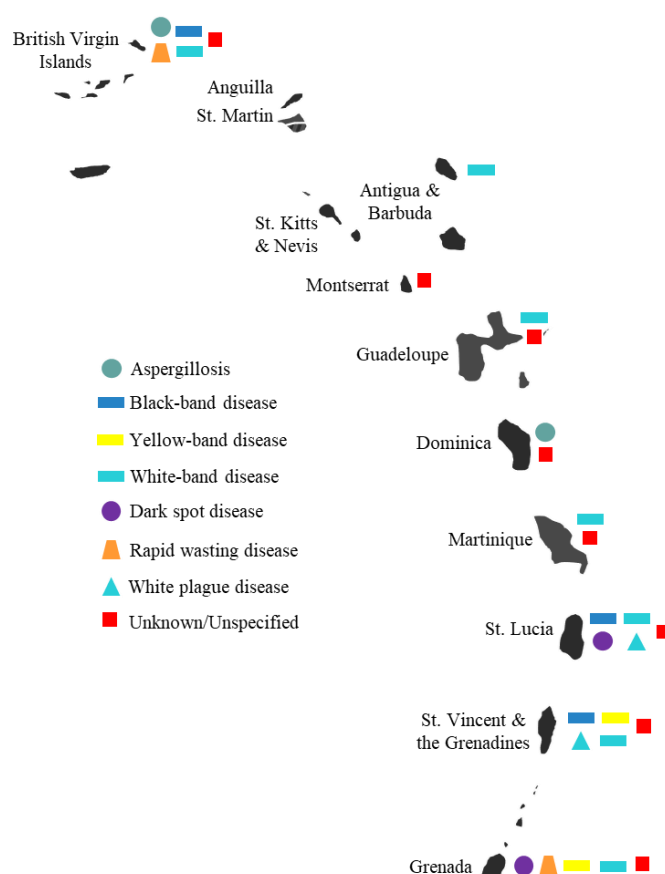 British Virgin
Islands
Anguilla
St. Martin
Antigua &
Barbuda
St. Kitts
& Nevis
Montserrat
Guadeloupe
Aspergillosis
Black-band disease
Yellow-band disease
White-band disease
Dark spot disease
Rapid wasting disease
White plague disease
Unknown/Unspecified
Dominica
Martinique
St. Lucia
St. Vincent &
the Grenadines
Grenada